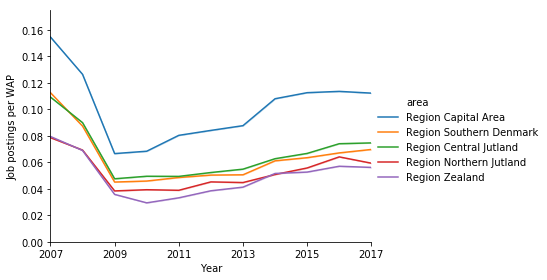 Job postings per WAP
0.16
0.14
0.12
0.10
0.08
0.06
0.04
0.02
0.00
2007
2009
2011
2013
2015
2017
Year
area
Region Capital Area
Region Southern Denmark
Region Central Jutland
Region Northern Jutland
Region Zealand